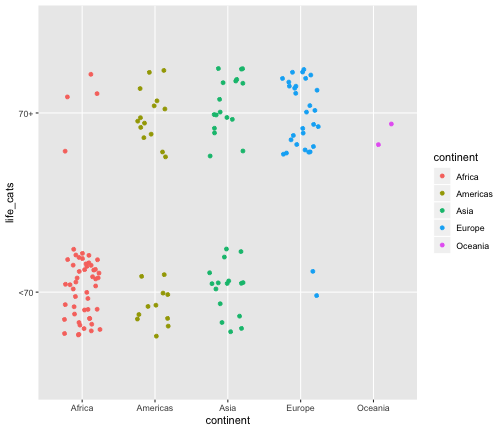 life_cats
70+
<70
Africa
Americas
Asia
Europe
Oceania
continent
continent
Africa
Americas
Asia
Europe
Oceania